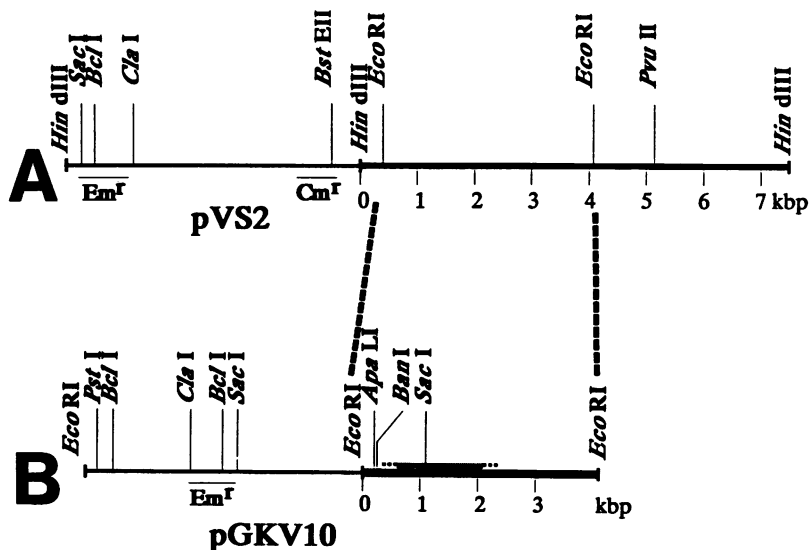 Hin dIII
Sac I
Bcl I
Cla I
Bst EII
Hin dIII
Eco RI
Eco RI
Pvu II
Hin dIII
A
Emr
Cmr
0 1 2 3 4 5 6 7 kbp
pVS2
Eco RI
Pst I
Bcl I
Cla I
Bcl I
Sac I
Eco RI
Apa LI
Ban I
Sac I
Eco RI
B
Emr
0 1 2 3 kbp
pGKV10